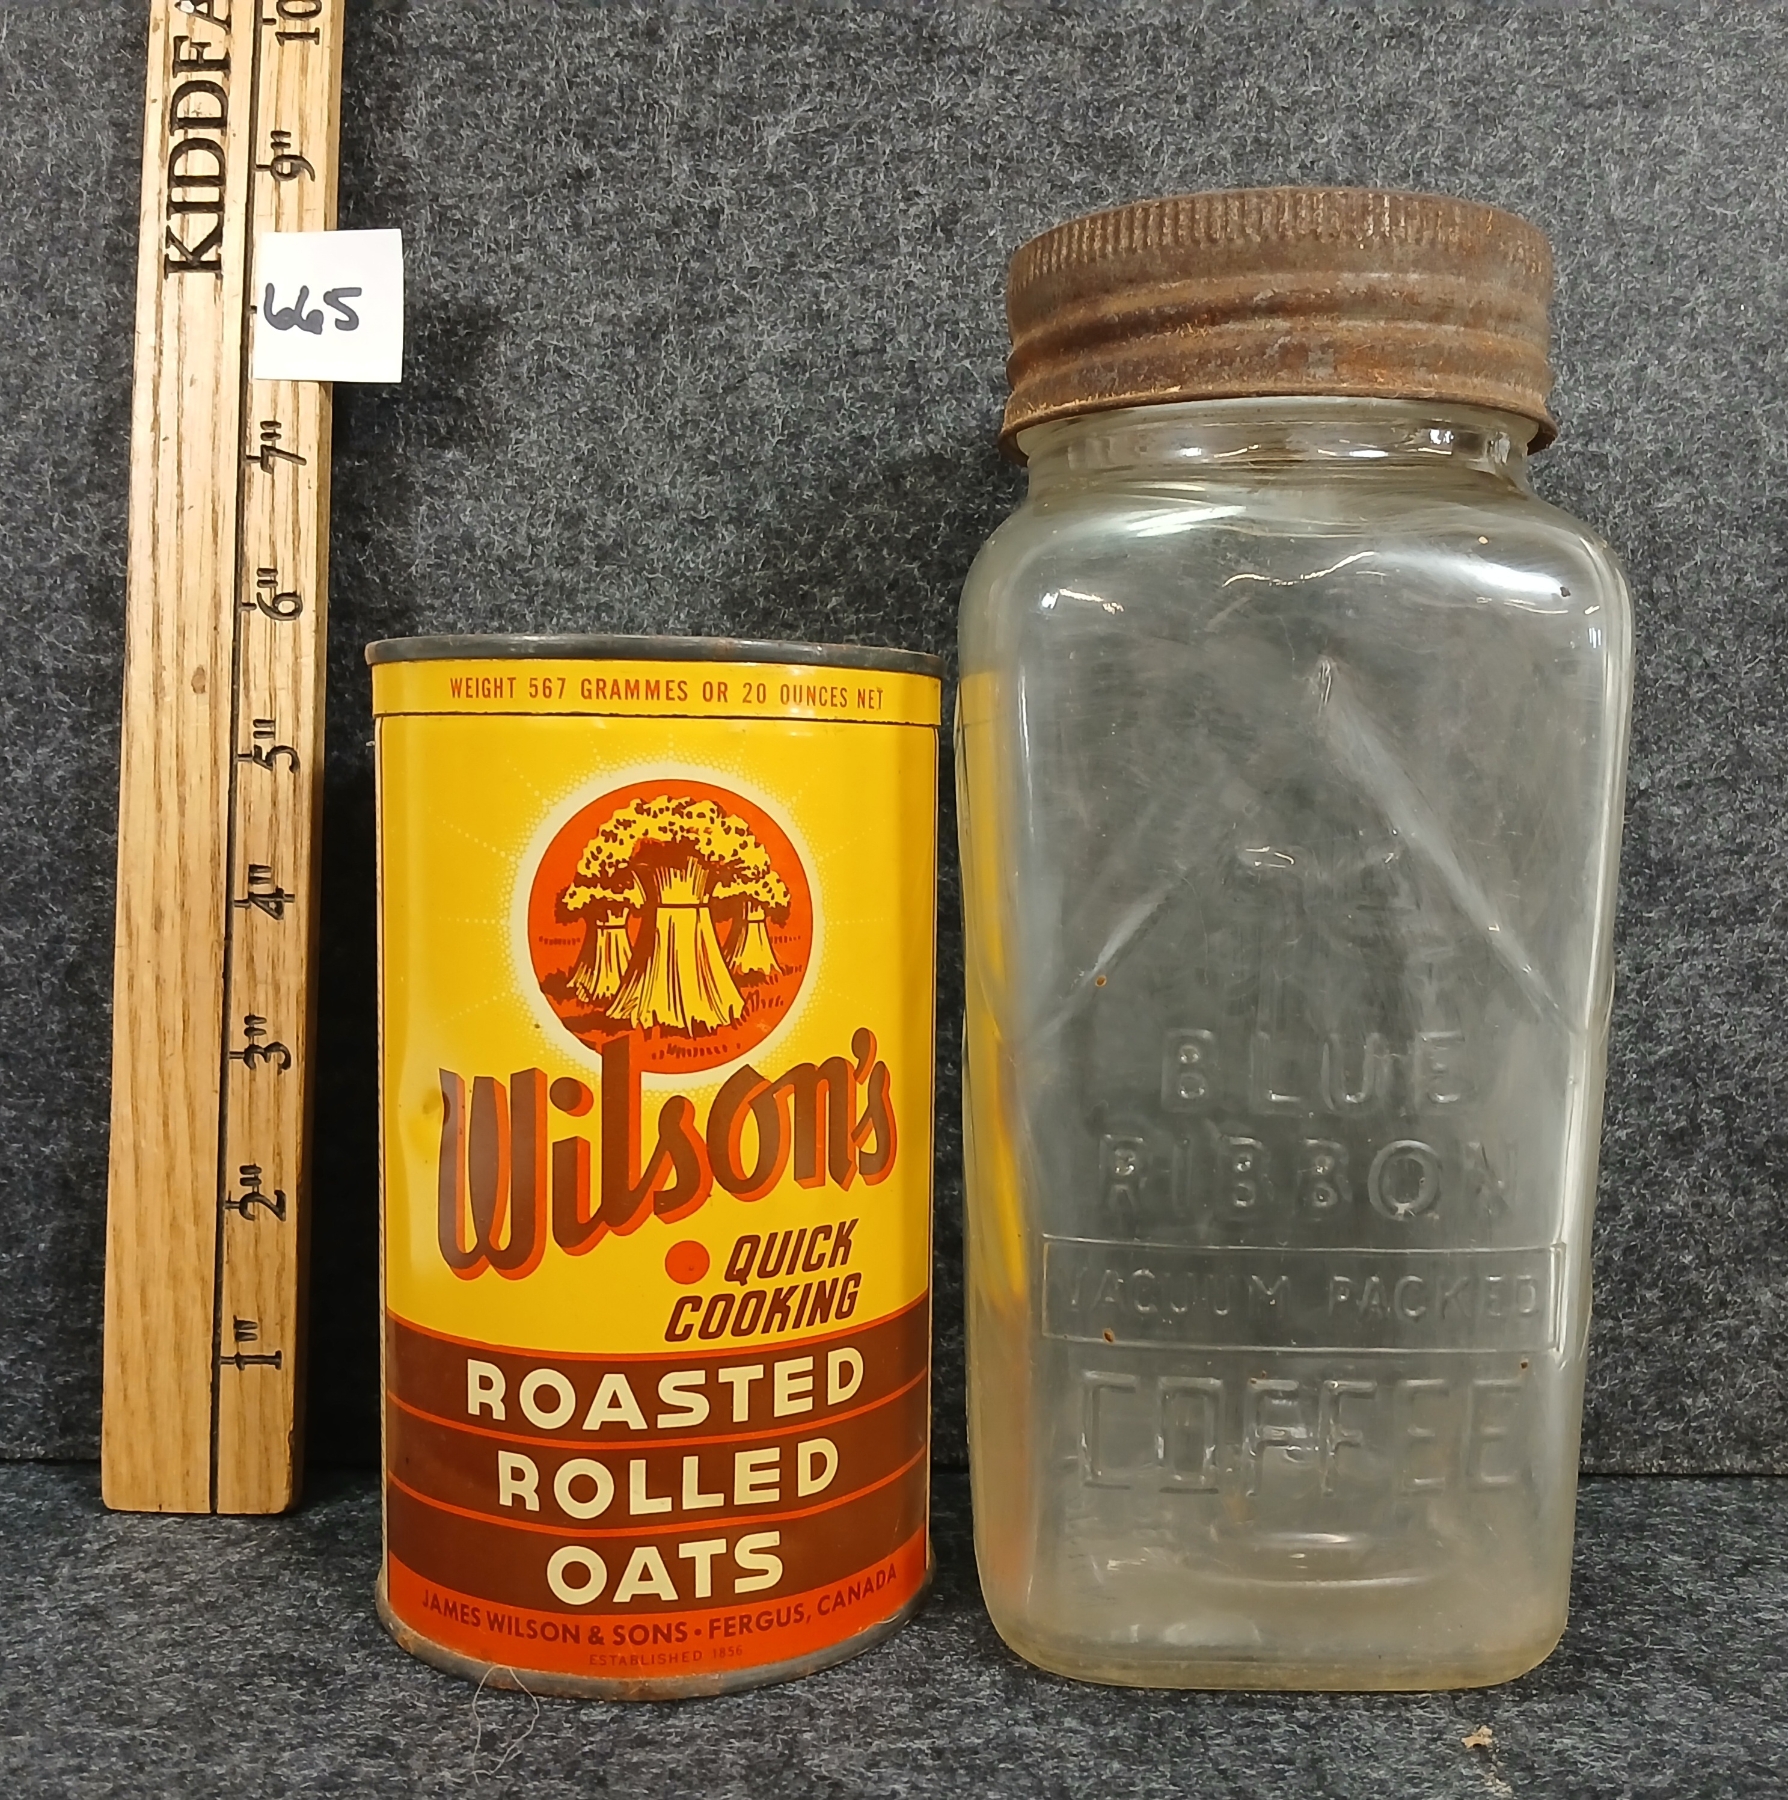 KIDDFA
10
9"
7"
6"
5"
4"
3"
2"
1"
665
WEIGHT 567 GRAMMES OR 20 OUNCES NET
Wilson's
QUICK
COOKING
ROASTED
ROLLED
OATS
JAMES WILSON & SONS • FERGUS, CANADA
ESTABLISHED 1856
BLUE
RIBBON
VACUUM PACKED
COFFEE